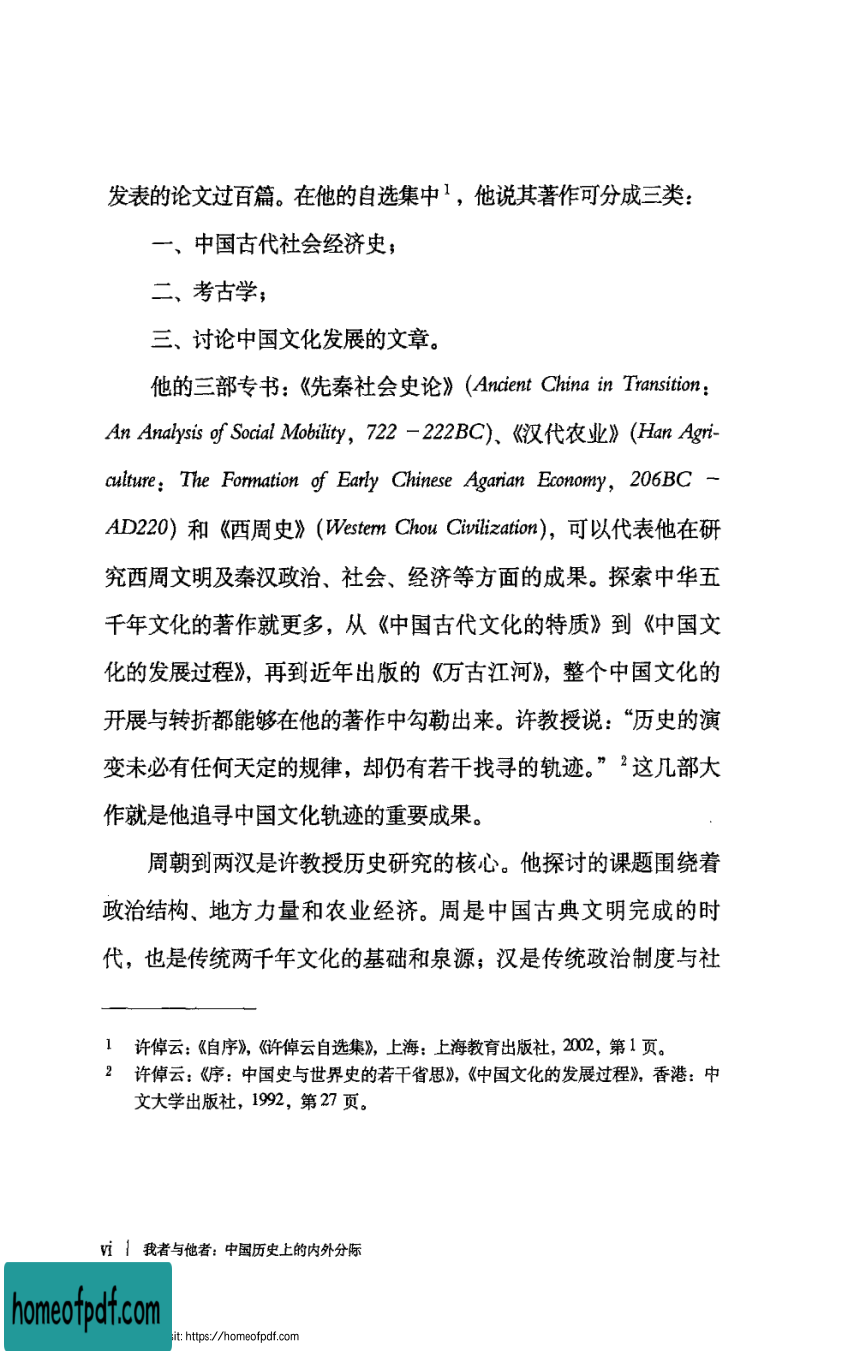 发表的论文过百篇。在他的自选集中1，他说其著作可分成三类：
一、中国古代社会经济史；
二、考古学；
三、讨论中国文化发展的文章。
他的三部专书：《先秦社会史论》(Ancient China in Transition：
An Analysis of Social Mobility，722 －222BC)、《汉代农业》(Han Agri-
culture：The Formation of Early Chinese Agarian Economy，206BC －
AD220) 和《西周史》(Western Chou Civilization)，可以代表他在研
究西周文明及秦汉政治、社会、经济等方面的成果。探索中华五
千年文化的著作就更多，从《中国古代文化的特质》到《中国文
化的发展过程》，再到近年出版的《万古江河》，整个中国文化的
开展与转折都能够在他的著作中勾勒出来。许教授说：“历史的演
变未必有任何天定的规律，却仍有若干找寻的轨迹。”2这几部大
作就是他追寻中国文化轨迹的重要成果。
周朝到两汉是许教授历史研究的核心。他探讨的课题围绕着
政治结构、地方力量和农业经济。周是中国古典文明完成的时
代，也是传统两千年文化的基础和泉源；汉是传统政治制度与社
1 许倬云：《自序》，《许倬云自选集》，上海：上海教育出版社，2002，第1页。
2 许倬云：《序：中国史与世界史的若干省思》，《中国文化的发展过程》，香港：中
文大学出版社，1992，第27页。
vi | 我者与他者：中国历史上的内外分际
homeofpdf.com
sit: https://homeofpdf.com